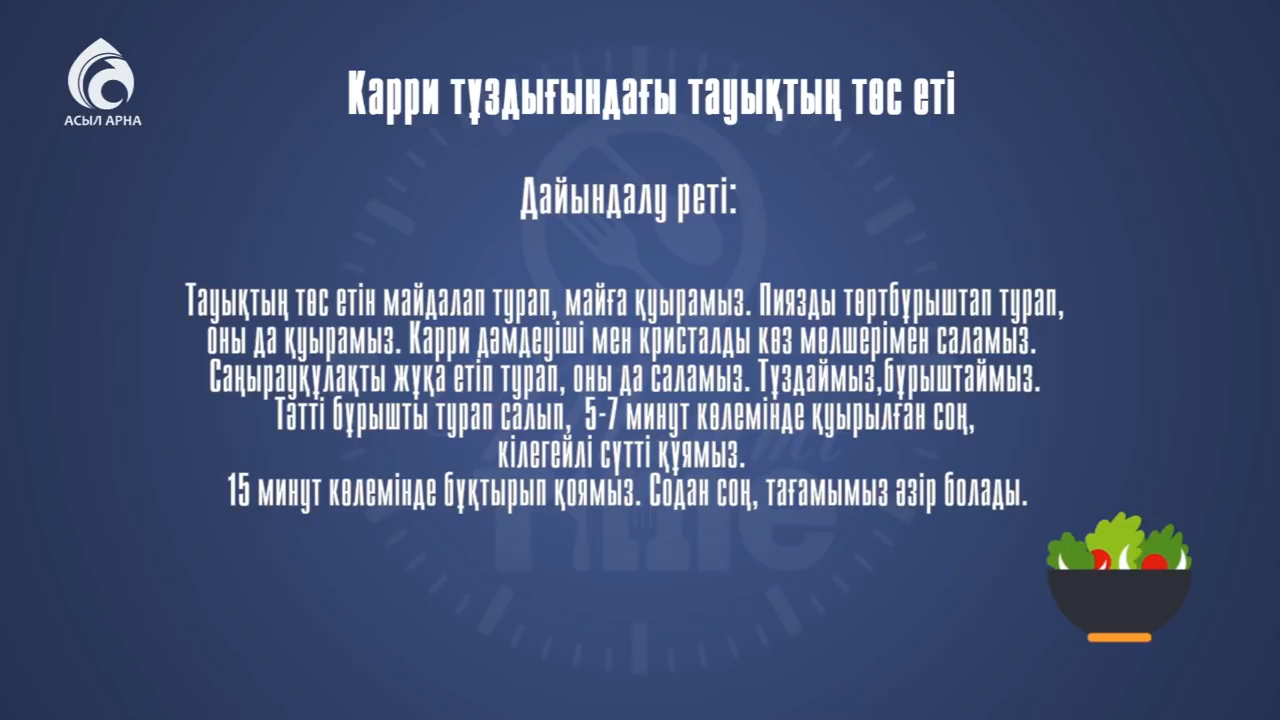 АСЫЛ АРНА
Карри тұздығындағы тауықтың төс еті
Дайындалу реті:
Тауықтың төс етін майдалап турап, майға қуырамыз. Пиязды төртбұрыштап турап,
оны да қуырамыз. Карри дәмдеуіші мен кристалды көз мөлшерімен саламыз.
Саңырауқұлақты жұқа етіп турап, оны да саламыз. Тұздаймыз,бұрыштаймыз.
Тәтті бұрышты турап салып, 5-7 минут көлемінде қуырылған соң,
кілегейлі сүтті құямыз.
15 минут көлемінде бұқтырып қоямыз. Содан соң, тағамымыз әзір болады.
Time